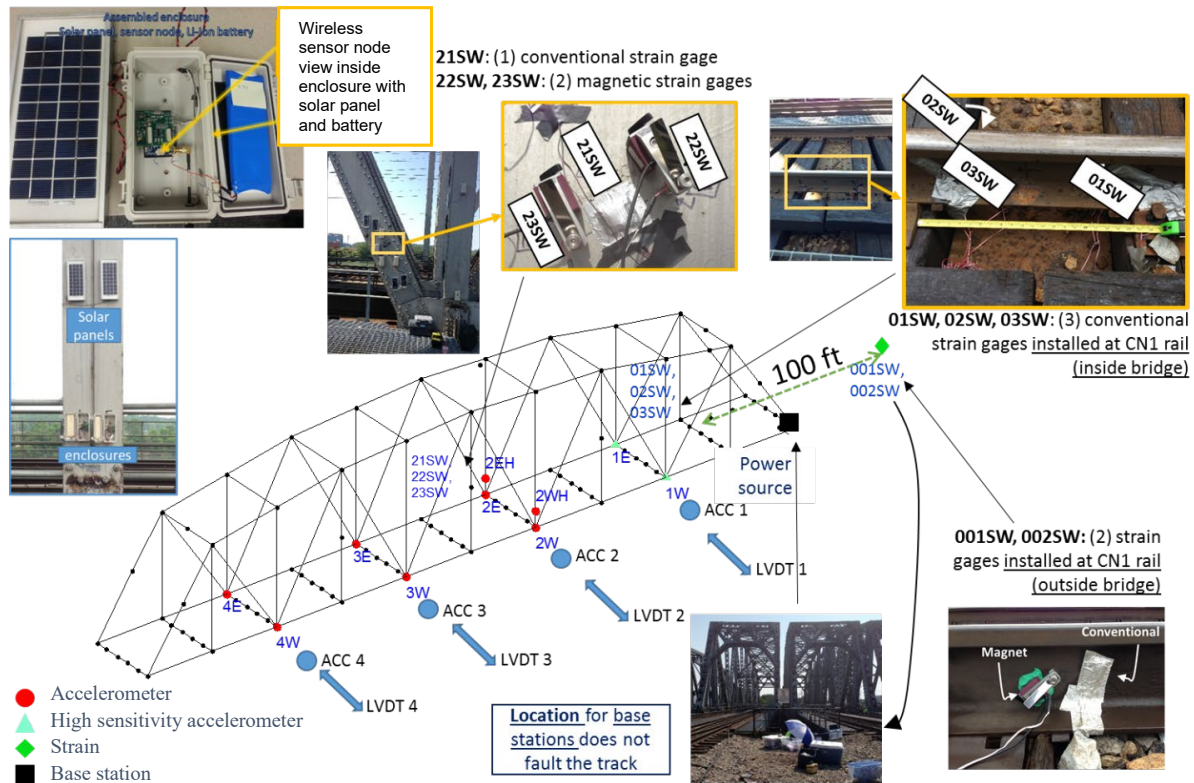 Assembled enclosure
Solar panel, sensor node, Li-Ion battery
Wireless
sensor node
view inside
enclosure with
solar panel
and battery
21SW: (1) conventional strain gage
22SW, 23SW: (2) magnetic strain gages
21SW
22SW
23SW
02SW
03SW
01SW
Solar
panels
enclosures
01SW, 02SW, 03SW: (3) conventional
strain gages installed at CN1 rail
(inside bridge)
01SW,
02SW,
03SW
100 ft
001SW,
002SW
21SW,
22SW,
23SW
2EH
2E
2WH
2W
1E
1W
3E
3W
4E
4W
Power
source
ACC 1
ACC 2
ACC 3
ACC 4
LVDT 1
LVDT 2
LVDT 3
LVDT 4
001SW, 002SW: (2) strain
gages installed at CN1 rail
(outside bridge)
Conventional
Magnet
Location for base
stations does not
fault the track
Accelerometer
High sensitivity accelerometer
Strain
Base station